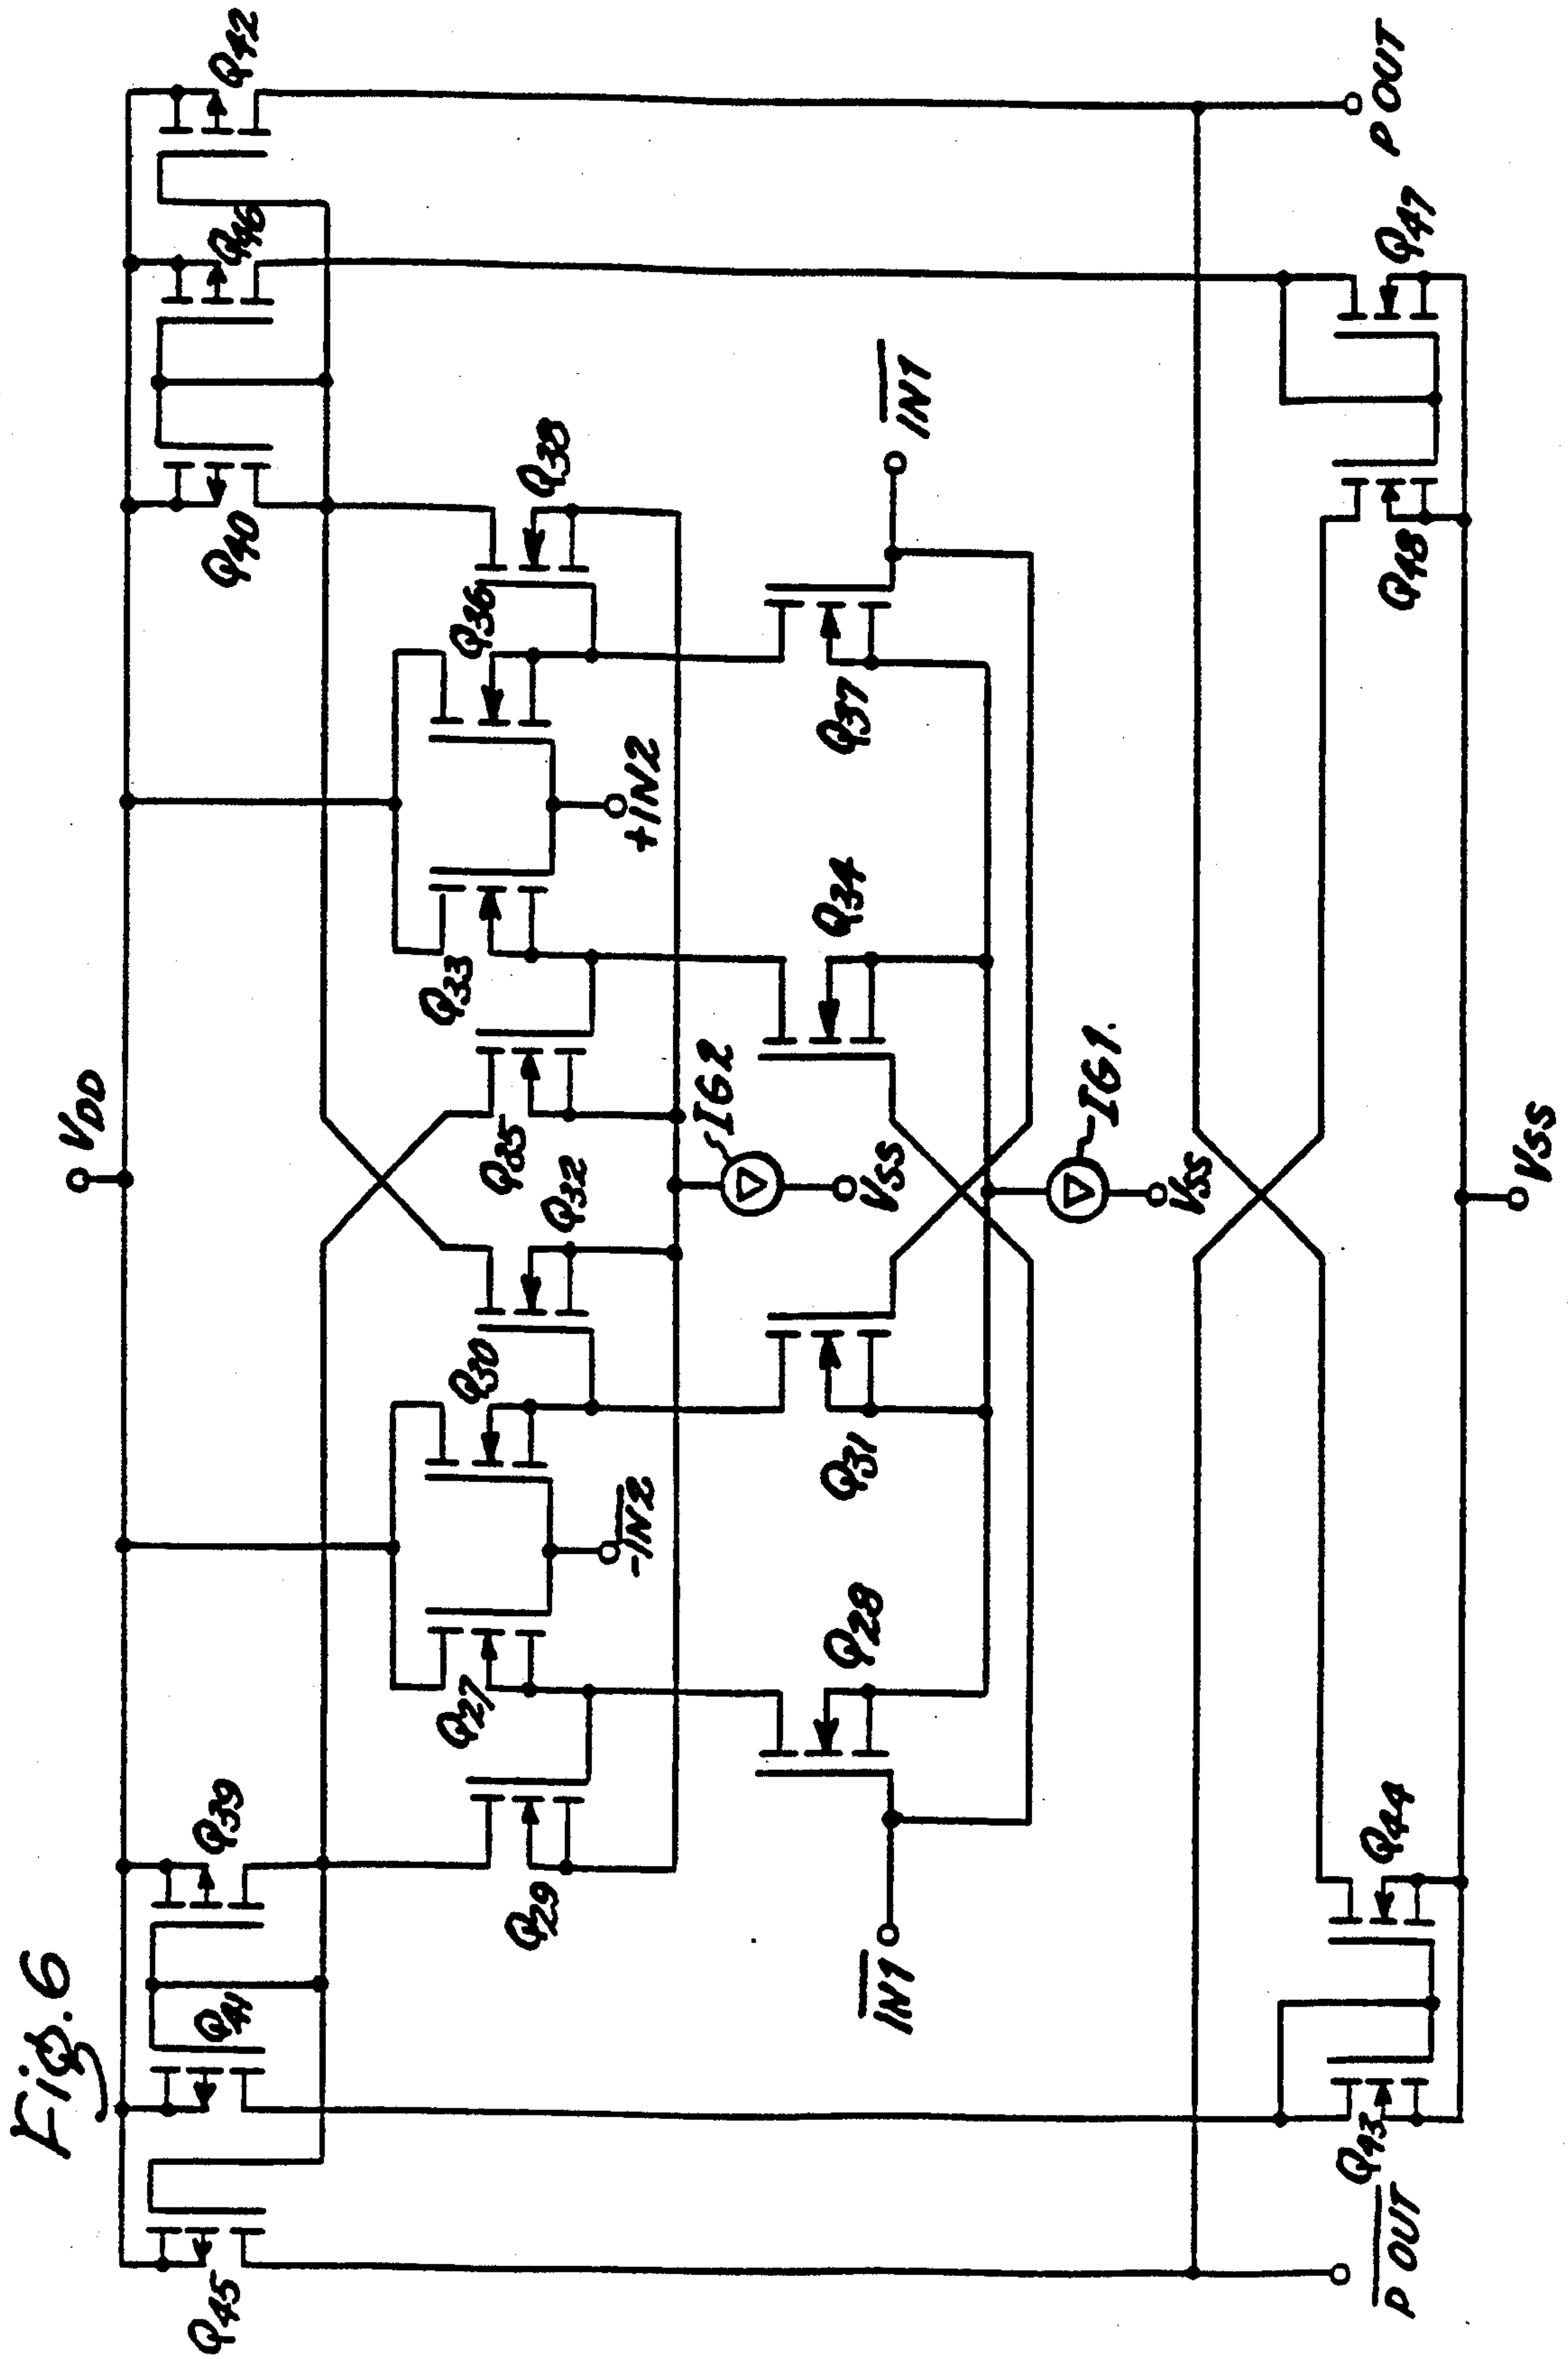 Fig. 6
VDD
Q45
Q41
Q39
Q40
Q46
Q42
Q27
Q30
Q33
Q36
Q29
Q32
Q35
Q38
-IN2
+IN2
IG2
VSS
Q28
Q31
Q34
Q37
IN1
IN1
IG1.
VSS
Q43
Q44
Q48
Q47
P OUT
P OUT
VSS